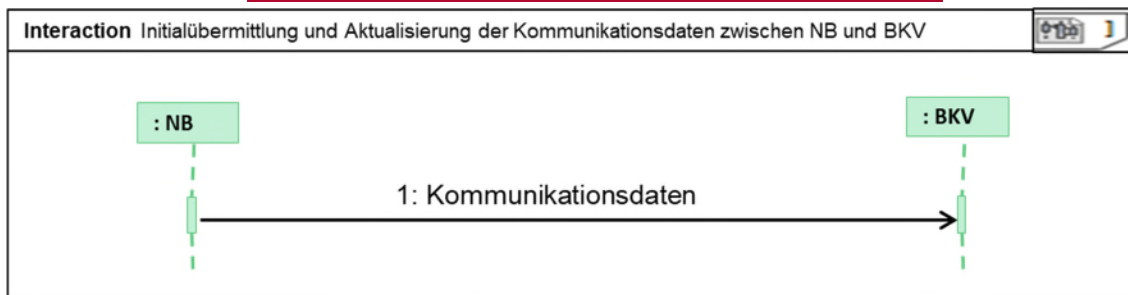 Interaction Initialübermittlung und Aktualisierung der Kommunikationsdaten zwischen NB und BKV
: NB
: BKV
1: Kommunikationsdaten